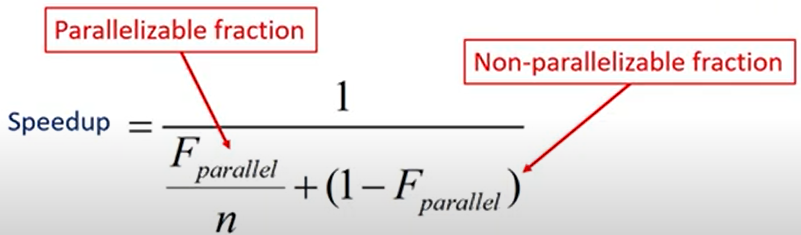 Parallelizable fraction
Non-parallelizable fraction
Speedup = 1
F parallel
n
+ (1 − F parallel )